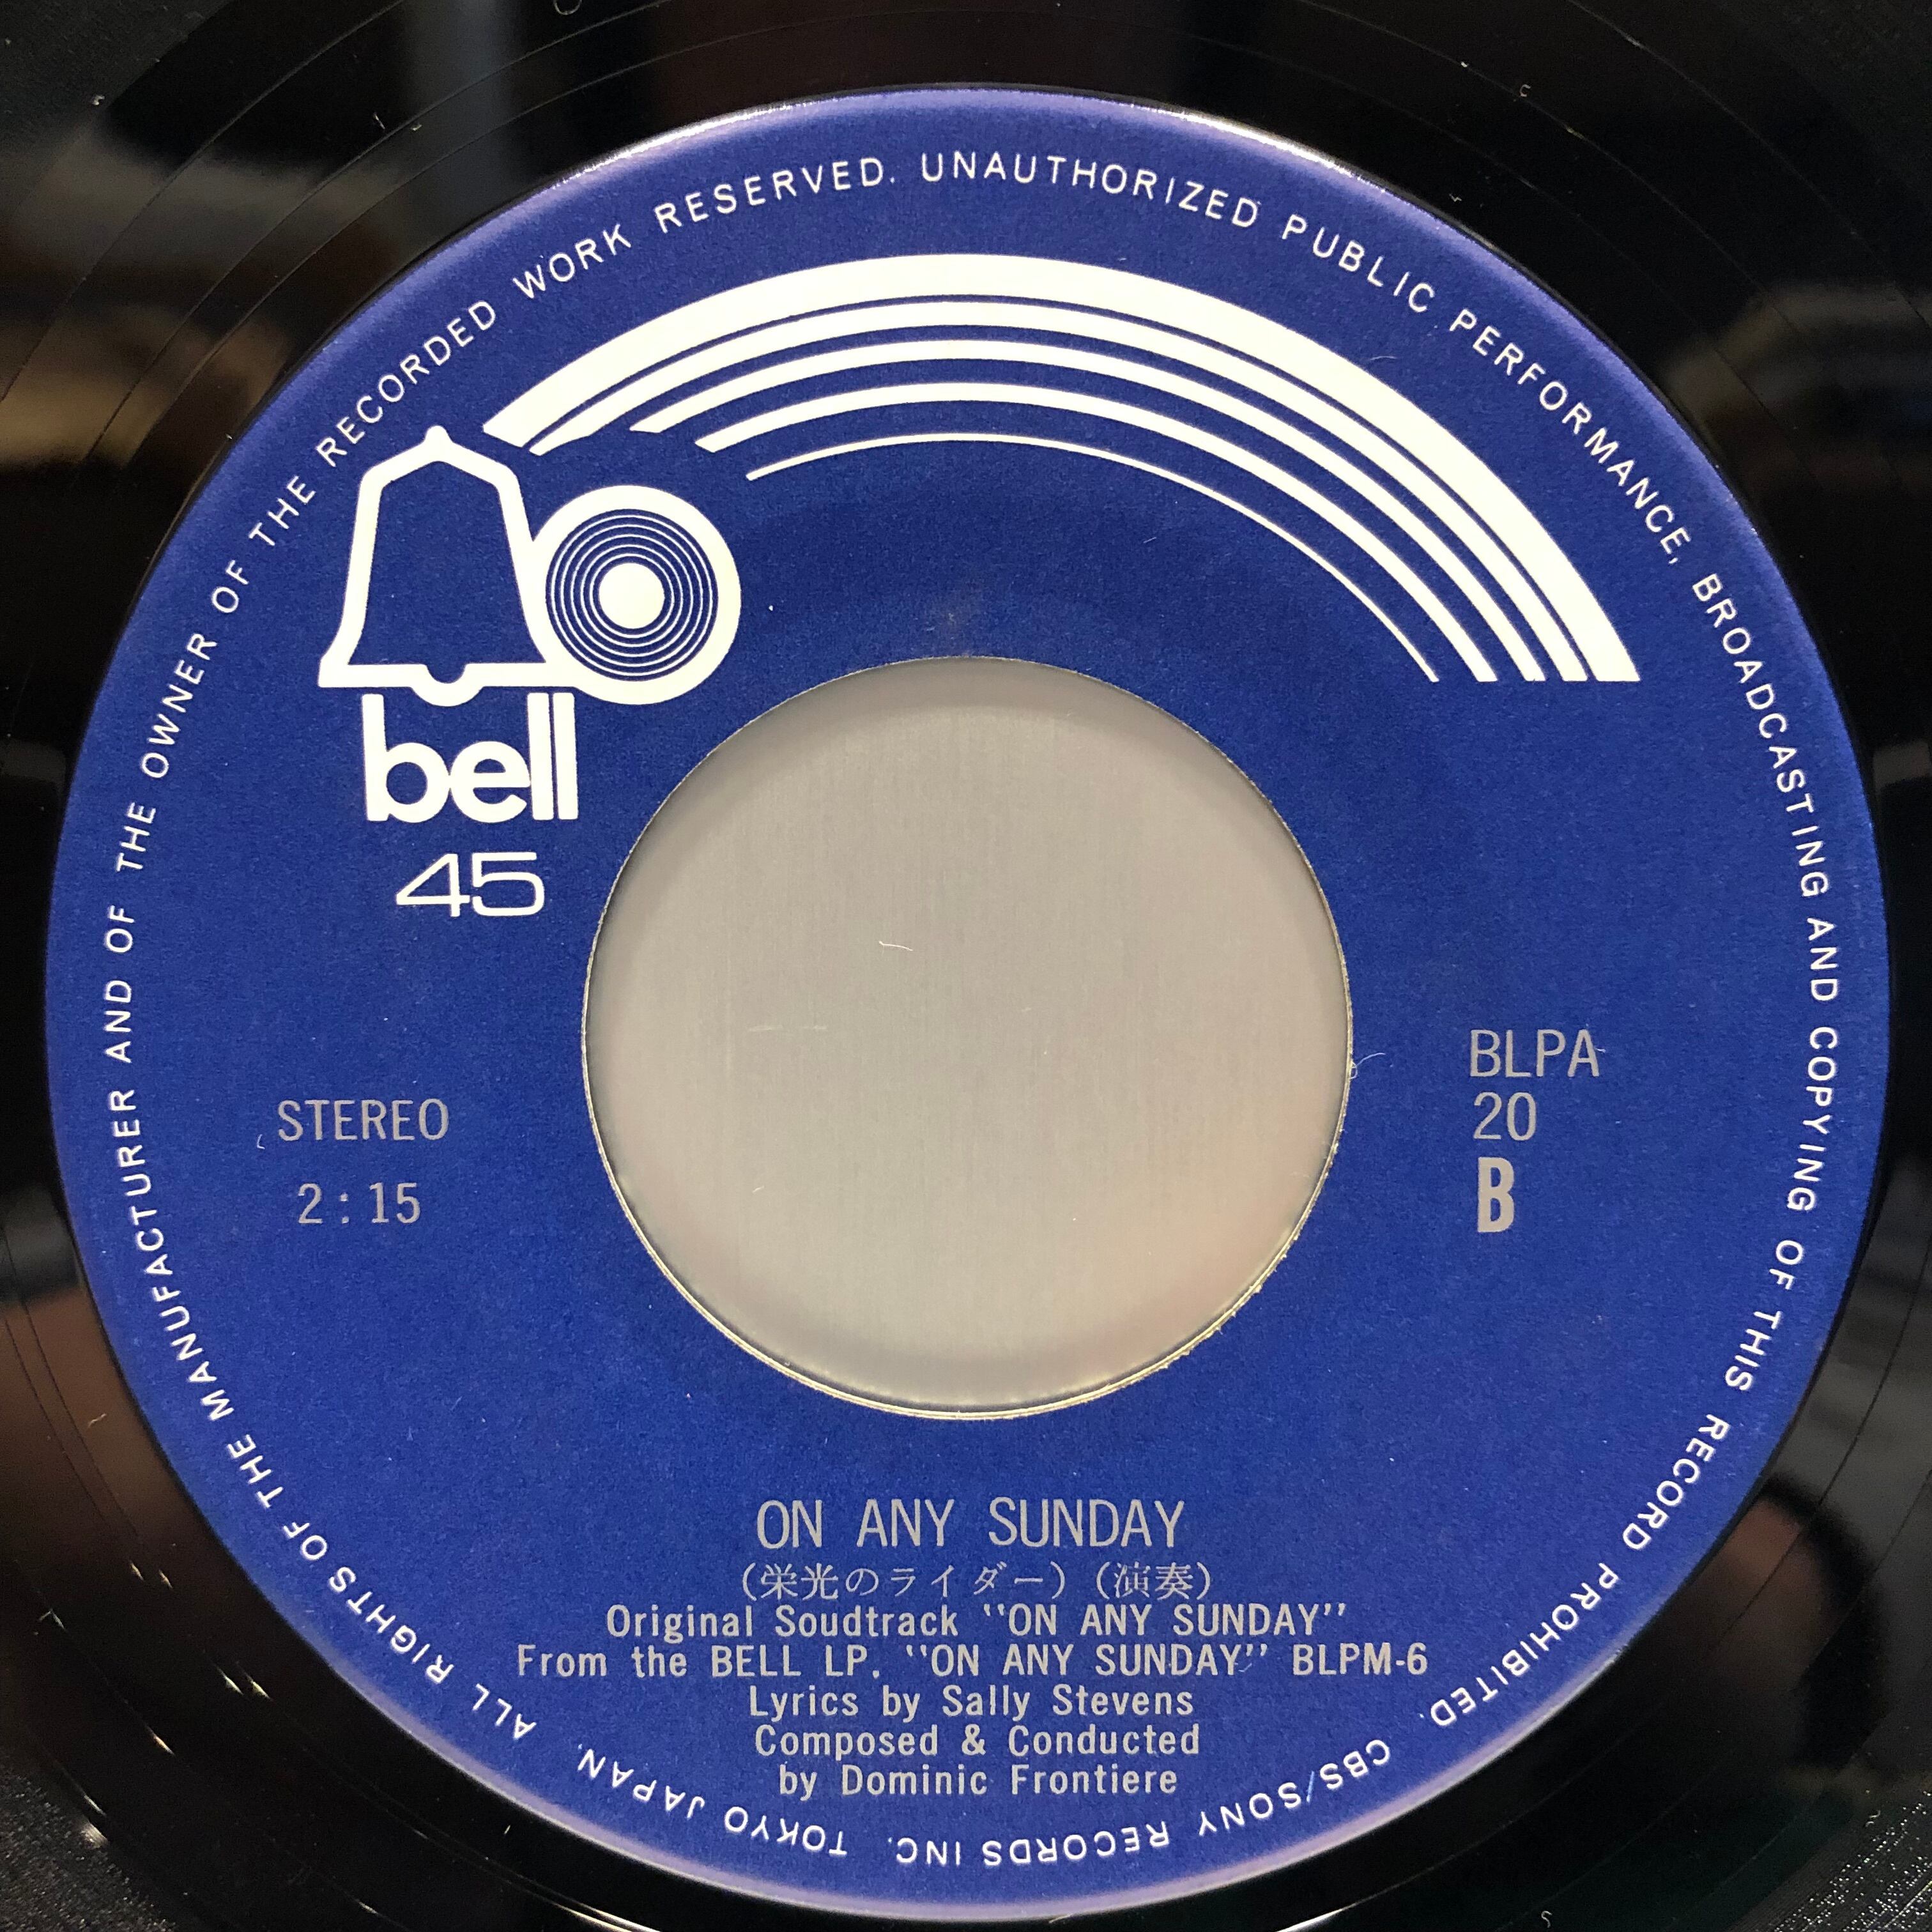 ALL RIGHTS OF THE MANUFACTURER AND OF THE OWNER OF THE RECORDED WORK RESERVED. UNAUTHORIZED PUBLIC PERFORMANCE, BROADCASTING AND COPYING OF THIS RECORD PROHIBITED. CBS/SONY RECORDS INC. TOKYO JAPAN.
bell
45
STEREO
2:15
BLPA
20
B
ON ANY SUNDAY
(栄光のライダー)(演奏)
Original Soudtrack "ON ANY SUNDAY"
From the BELL LP. "ON ANY SUNDAY" BLPM-6
Lyrics by Sally Stevens
Composed & Conducted
by Dominic Frontiere